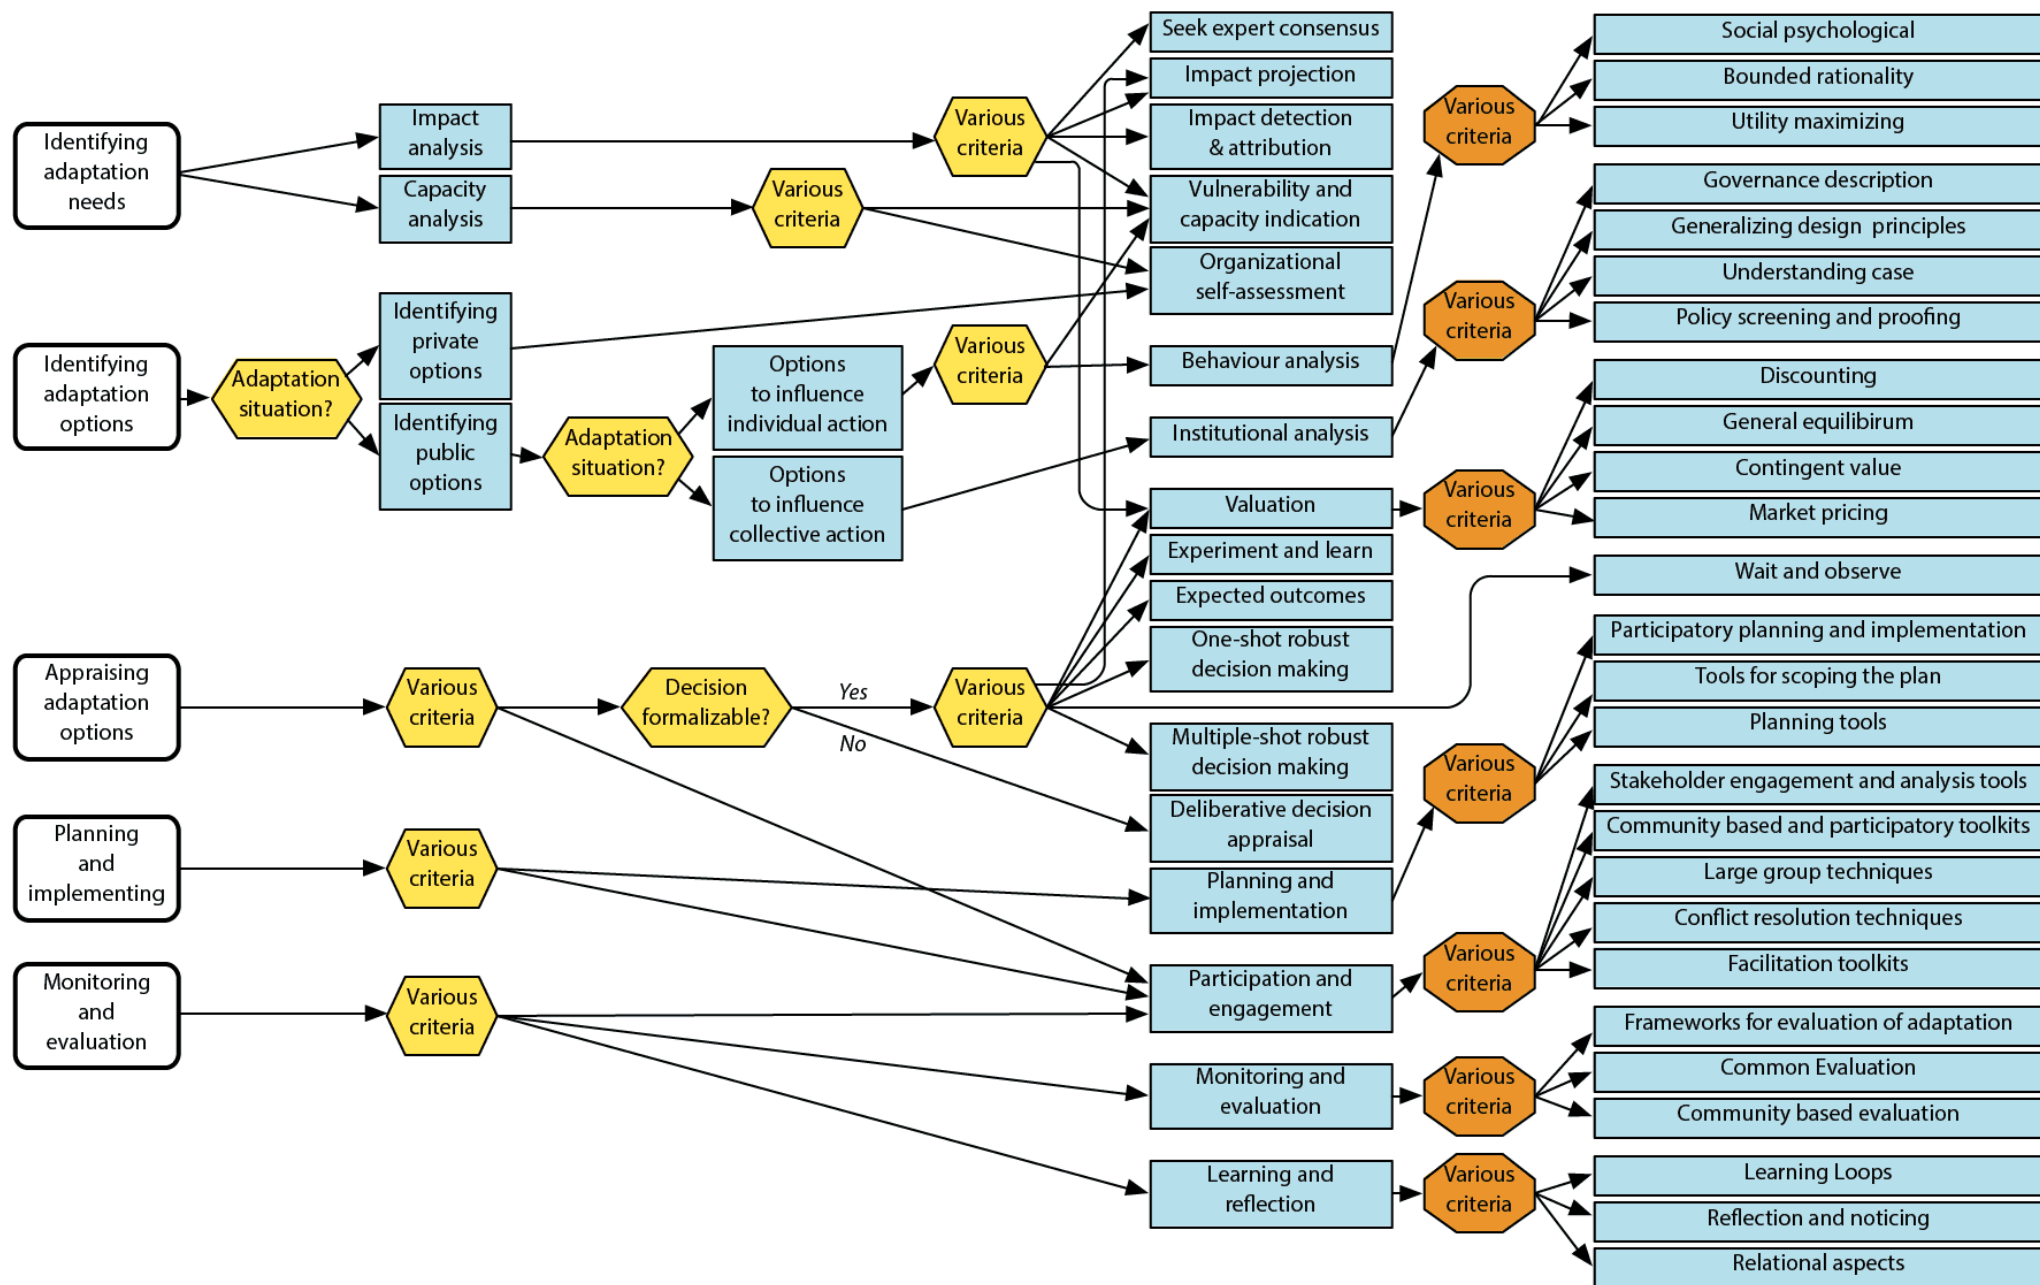 Identifying
adaptation
needs
Identifying
adaptation
options
Appraising
adaptation
options
Planning
and
implementing
Monitoring
and
evaluation
Adaptation
situation?
Impact
analysis
Capacity
analysis
Identifying
private
options
Identifying
public
options
Various
criteria
Various
criteria
Various
criteria
Adaptation
situation?
Decision
formalizable?
Yes
No
Various
criteria
Options
to influence
individual action
Options
to influence
collective action
Various
criteria
Various
criteria
Various
criteria
Seek expert consensus
Impact projection
Impact detection
& attribution
Vulnerability and
capacity indication
Organizational
self-assessment
Behaviour analysis
Institutional analysis
Valuation
Experiment and learn
Expected outcomes
One-shot robust
decision making
Multiple-shot robust
decision making
Deliberative decision
appraisal
Planning and
implementation
Participation and
engagement
Monitoring and
evaluation
Learning and
reflection
Various
criteria
Various
criteria
Various
criteria
Various
criteria
Various
criteria
Various
criteria
Various
criteria
Social psychological
Bounded rationality
Utility maximizing
Governance description
Generalizing design principles
Understanding case
Policy screening and proofing
Discounting
General equilibirum
Contingent value
Market pricing
Wait and observe
Participatory planning and implementation
Tools for scoping the plan
Planning tools
Stakeholder engagement and analysis tools
Community based and participatory toolkits
Large group techniques
Conflict resolution techniques
Facilitation toolkits
Frameworks for evaluation of adaptation
Common Evaluation
Community based evaluation
Learning Loops
Reflection and noticing
Relational aspects